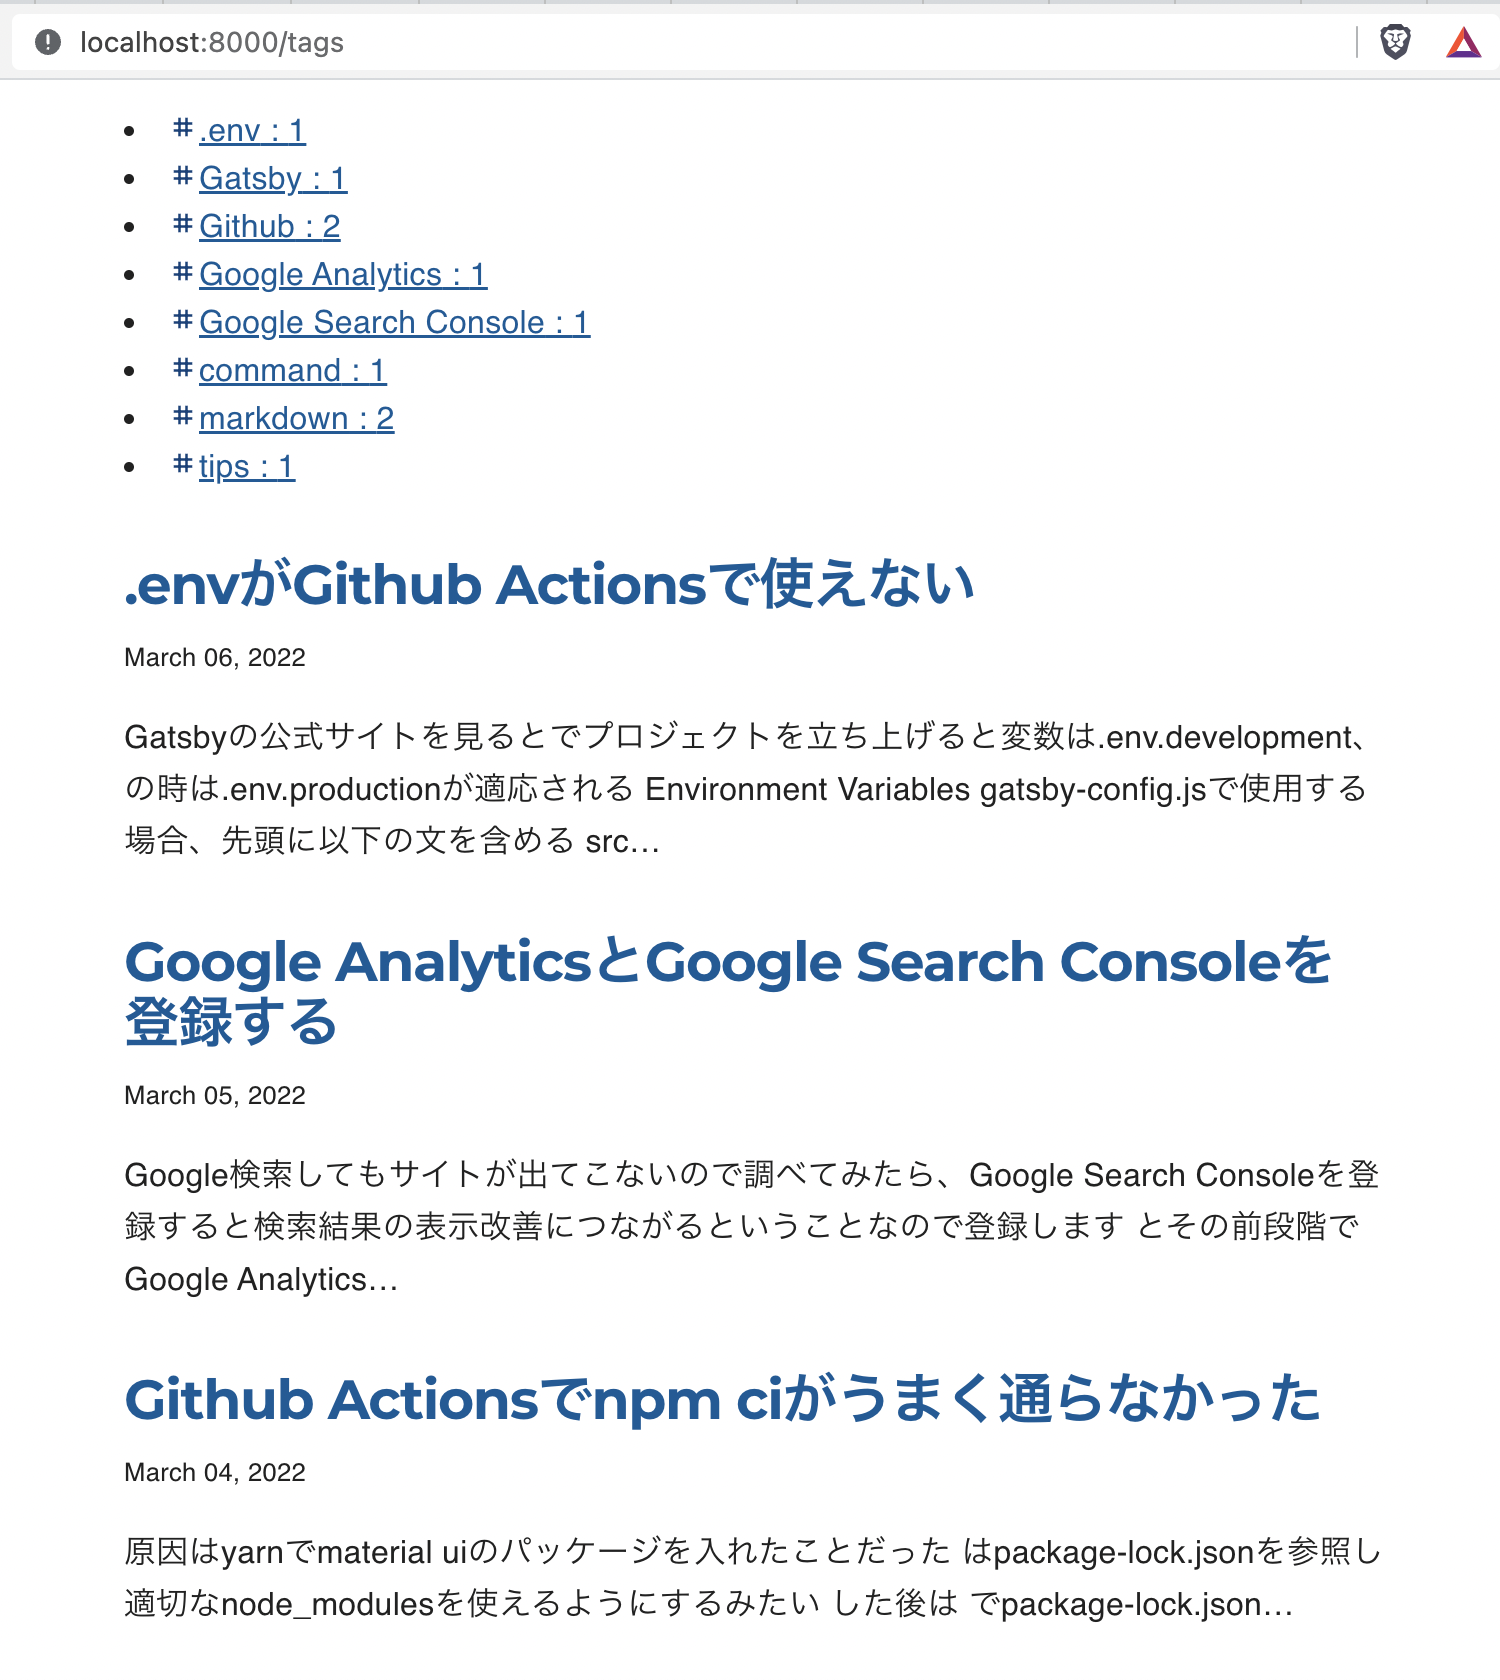 localhost:8000/tags
# .env : 1
# Gatsby : 1
# Github : 2
# Google Analytics : 1
# Google Search Console : 1
# command : 1
# markdown : 2
# tips : 1
.envがGithub Actionsで使えない
March 06, 2022
Gatsbyの公式サイトを見るとでプロジェクトを立ち上げると変数は.env.development、
の時は.env.productionが適応される Environment Variables gatsby-config.jsで使用する
場合、先頭に以下の文を含める src…
Google AnalyticsとGoogle Search Consoleを
登録する
March 05, 2022
Google検索してもサイトが出てこないので調べてみたら、Google Search Consoleを登
録すると検索結果の表示改善につながるということなので登録します とその前段階で
Google Analytics…
Github Actionsでnpm ciがうまく通らなかった
March 04, 2022
原因はyarnでmaterial uiのパッケージを入れたことだった はpackage-lock.jsonを参照し
適切なnode_modulesを使えるようにするみたい した後は でpackage-lock.json…